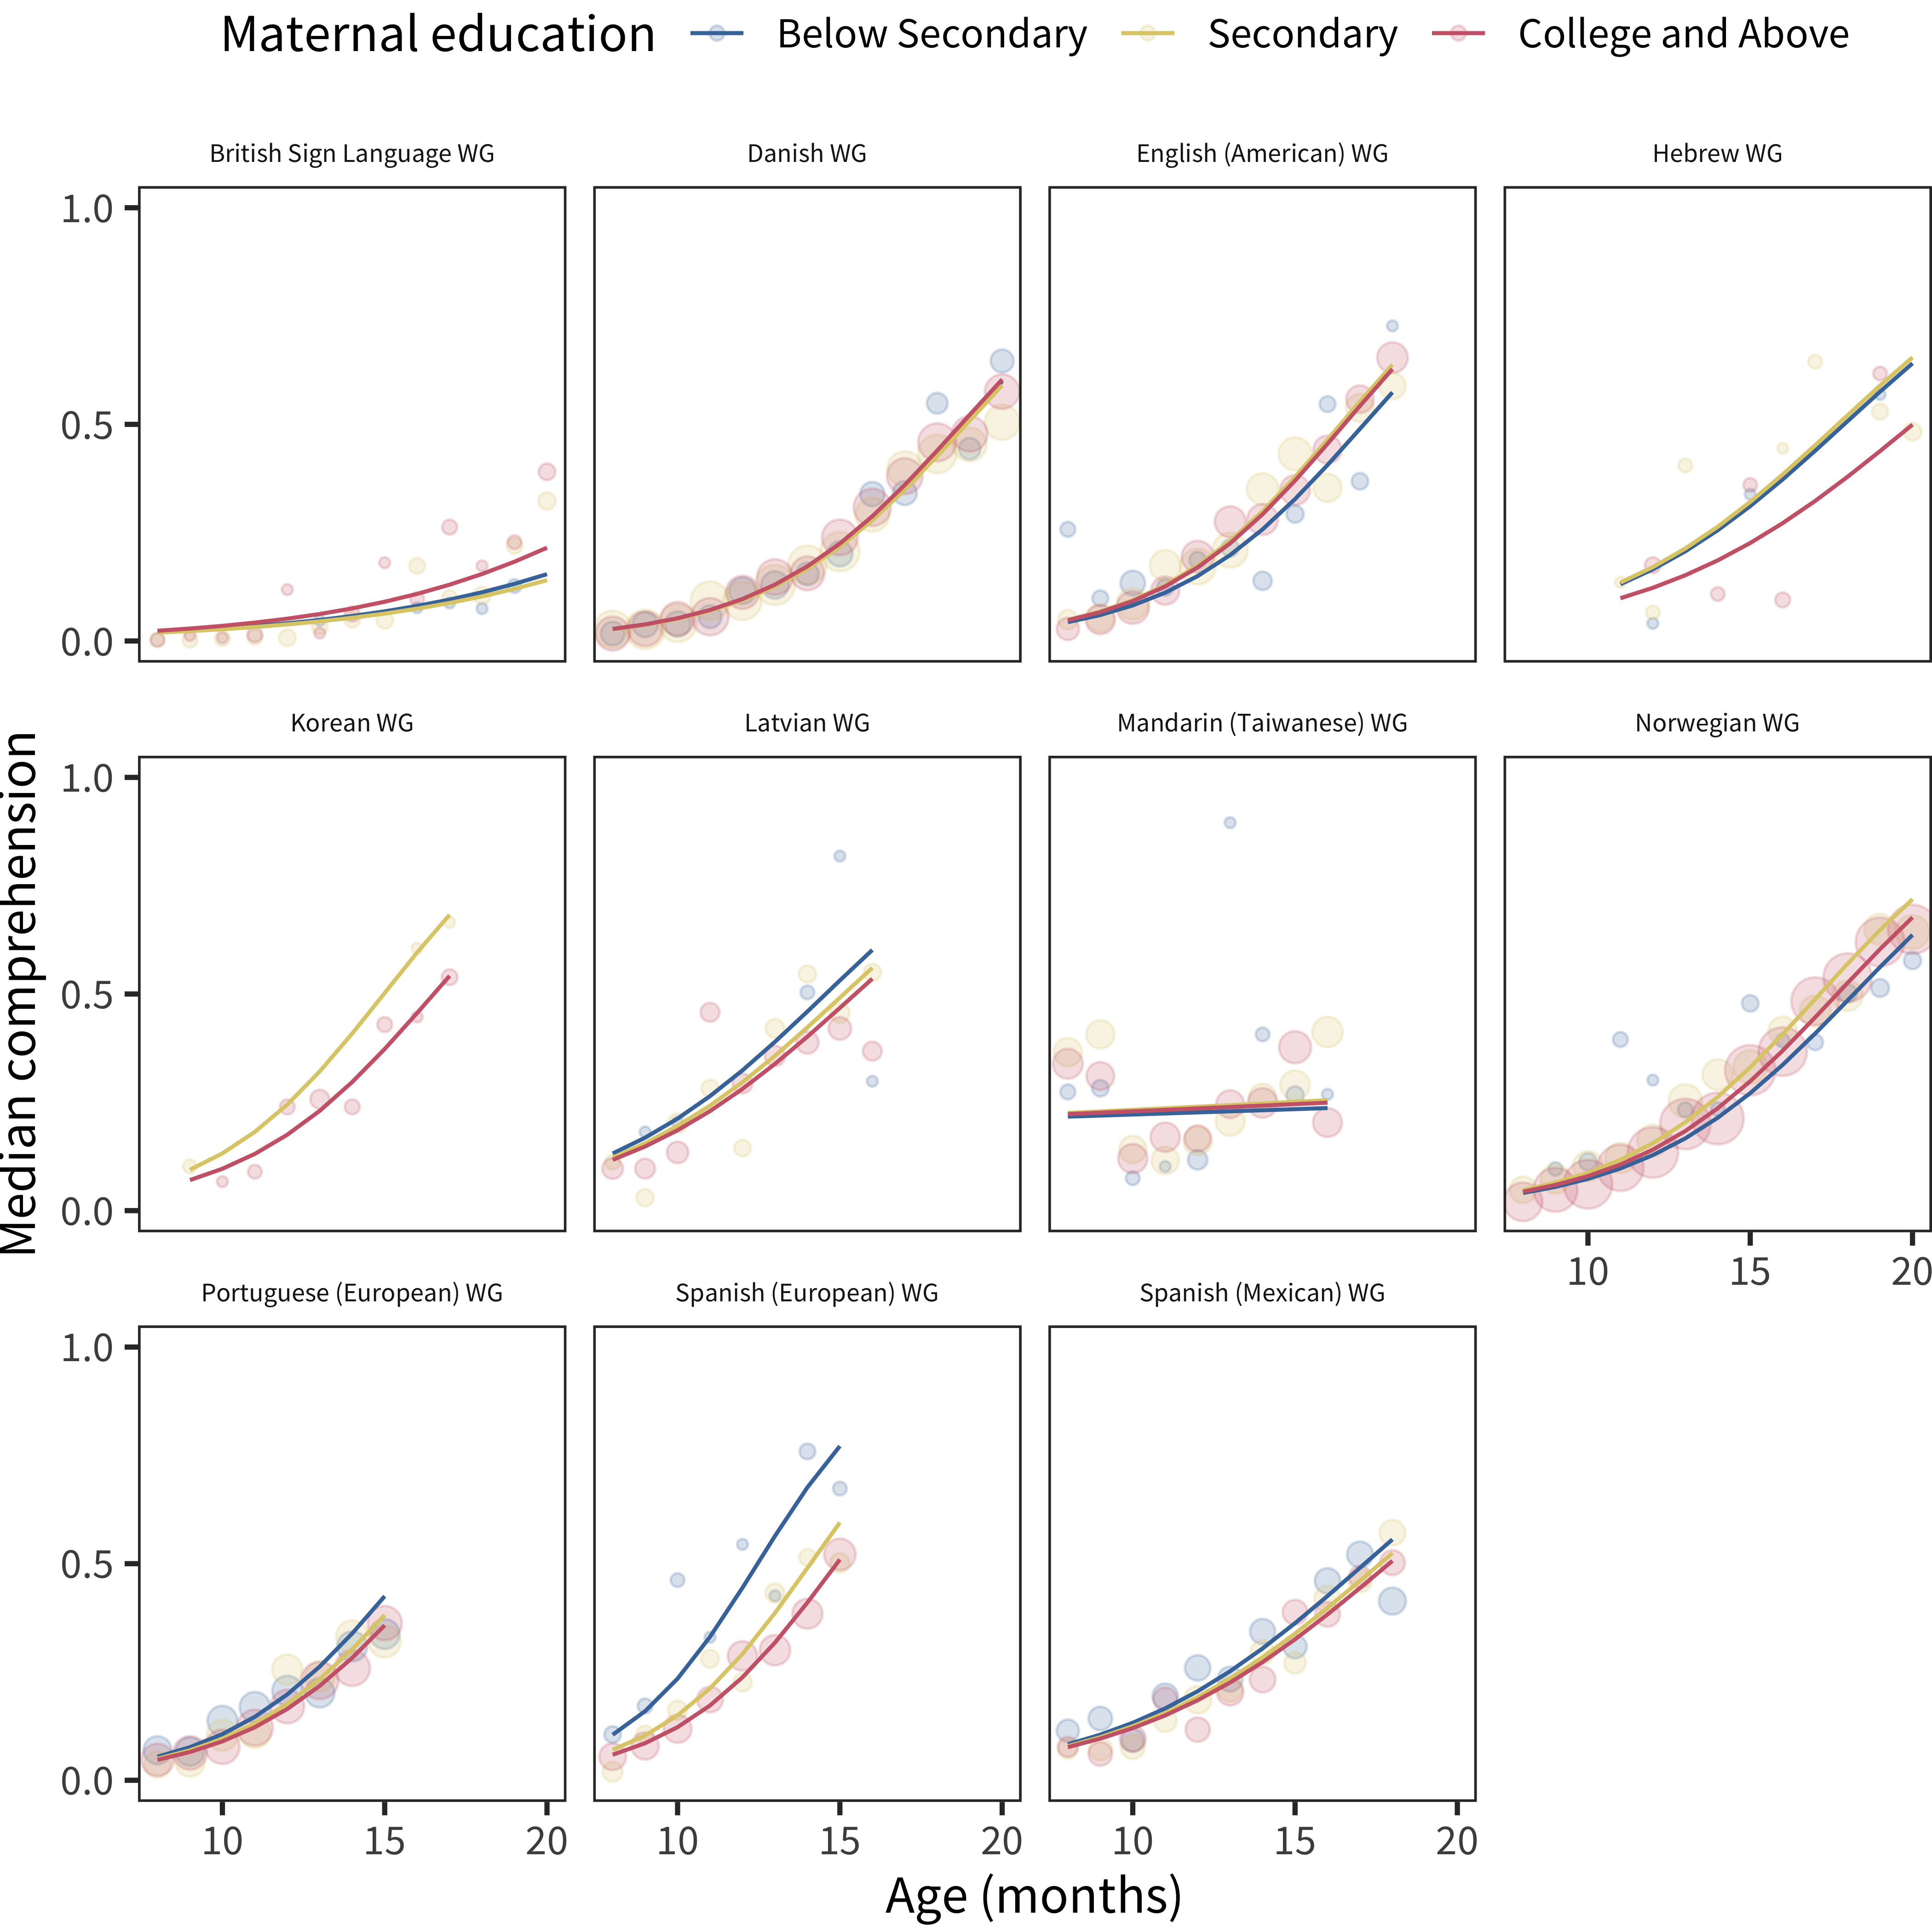 Maternal education Below Secondary Secondary College and Above
British Sign Language WG Danish WG English (American) WG Hebrew WG
1.0
0.5
0.0
Korean WG Latvian WG Mandarin (Taiwanese) WG Norwegian WG
1.0
0.5
0.0
10 15 20
Median comprehension
Portuguese (European) WG Spanish (European) WG Spanish (Mexican) WG
1.0
0.5
0.0
10 15 20 10 15 20 10 15 20
Age (months)